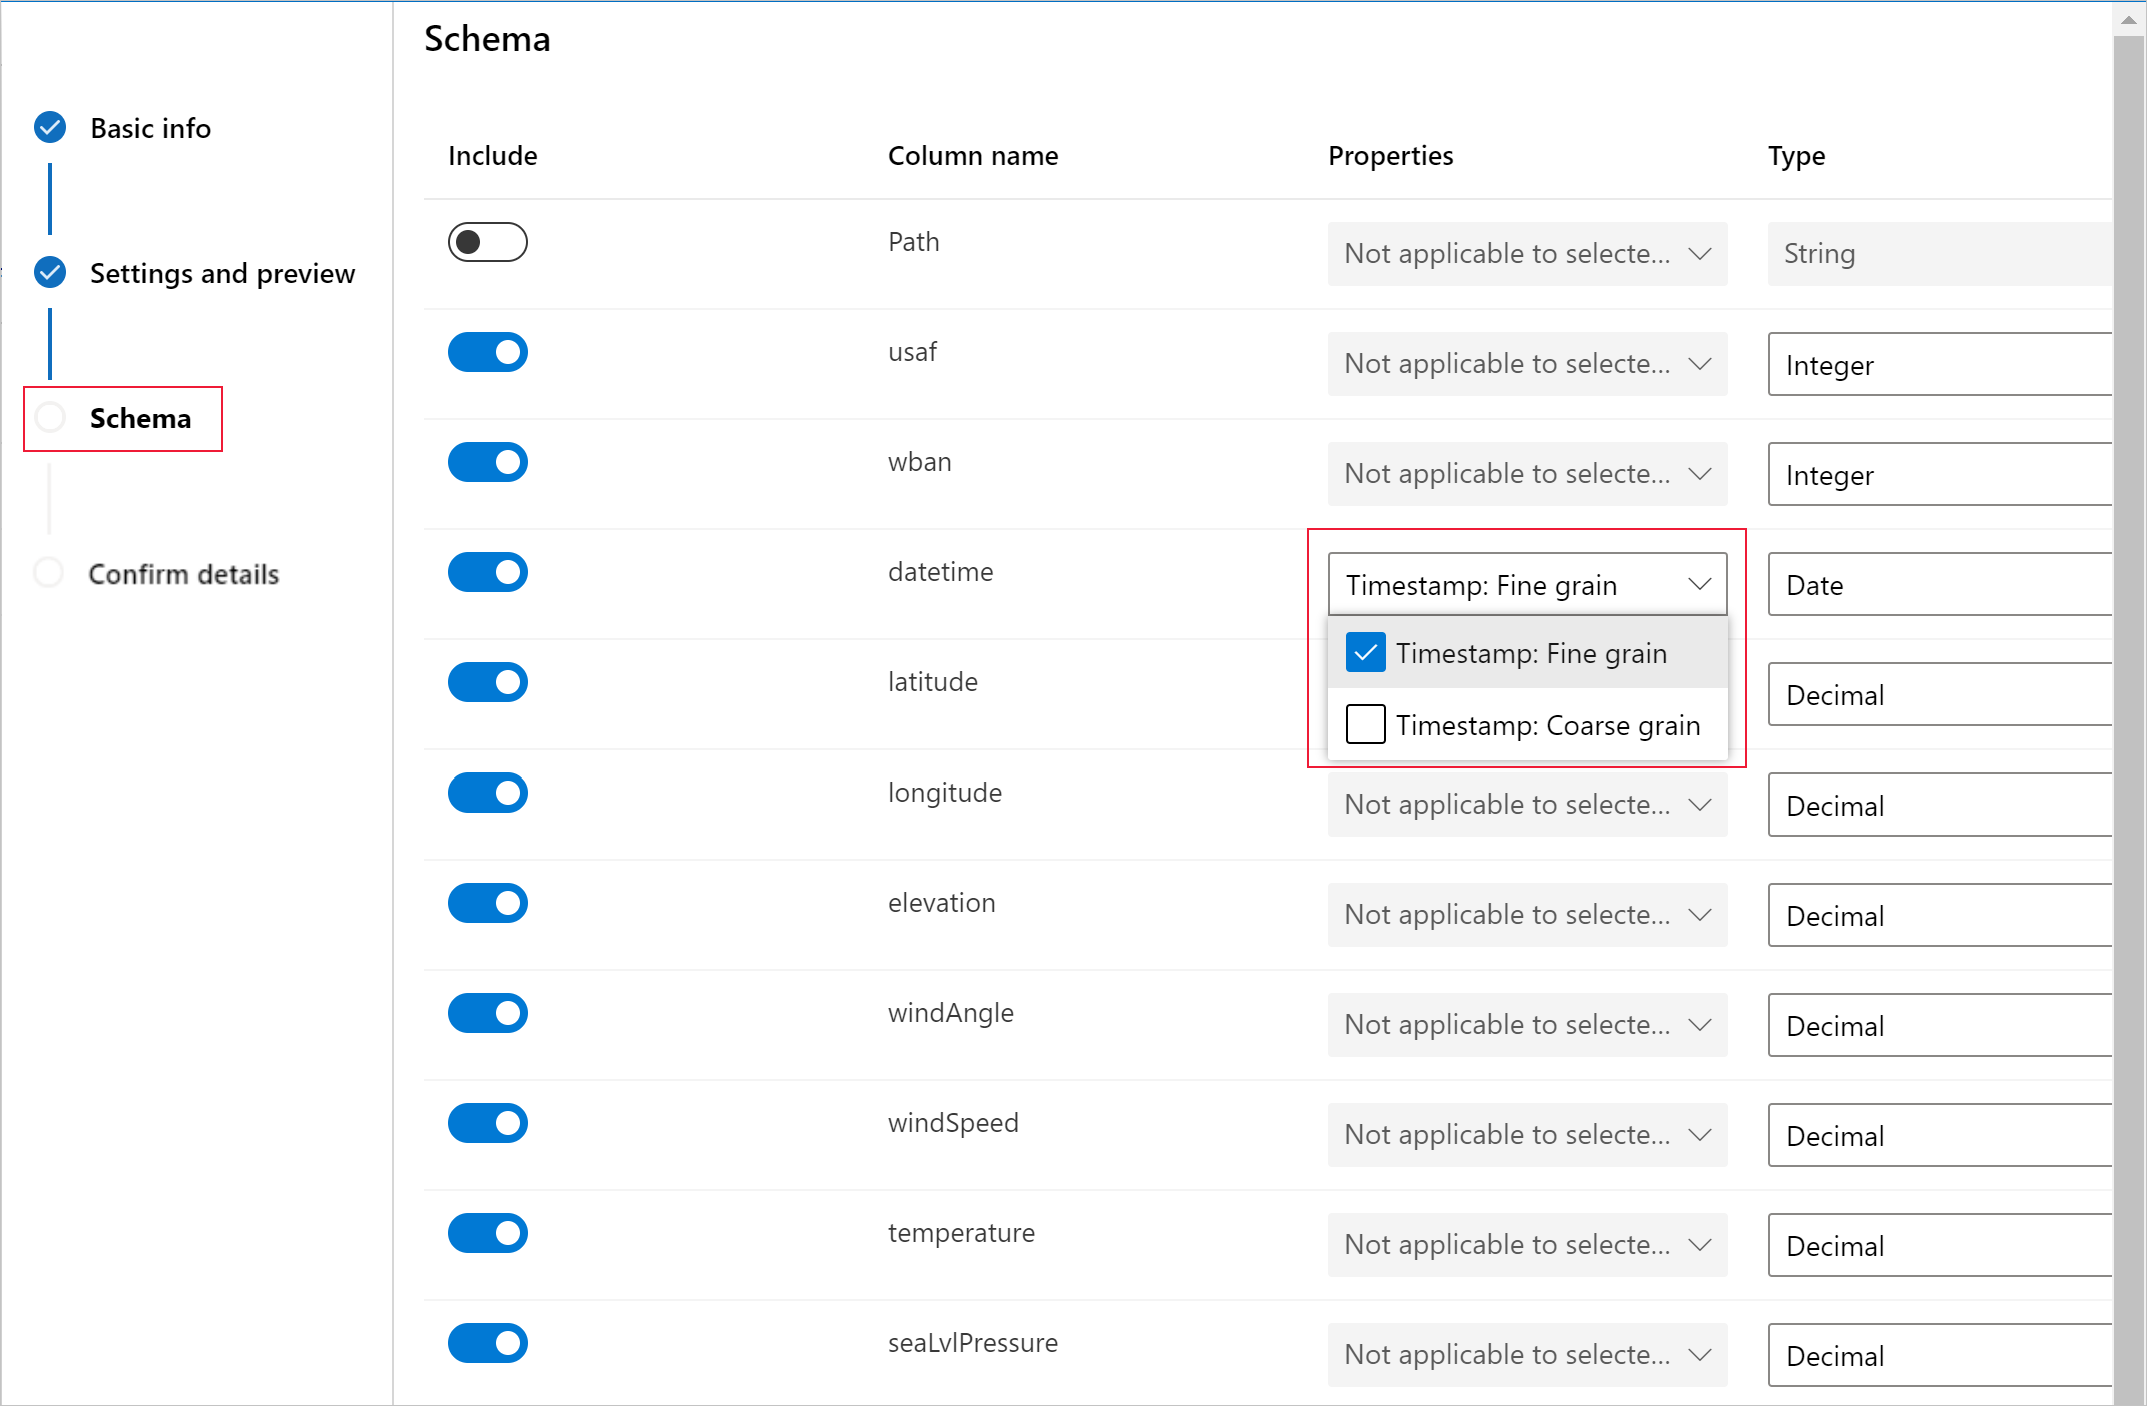 Schema
Basic info
Settings and preview
Schema
Confirm details
Include Column name Properties Type
Path Not applicable to selecte... String
usaf Not applicable to selecte... Integer
wban Not applicable to selecte... Integer
datetime Timestamp: Fine grain Date
Timestamp: Fine grain
latitude Decimal
Timestamp: Coarse grain
longitude Not applicable to selecte... Decimal
elevation Not applicable to selecte... Decimal
windAngle Not applicable to selecte... Decimal
windSpeed Not applicable to selecte... Decimal
temperature Not applicable to selecte... Decimal
seaLvlPressure Not applicable to selecte... Decimal